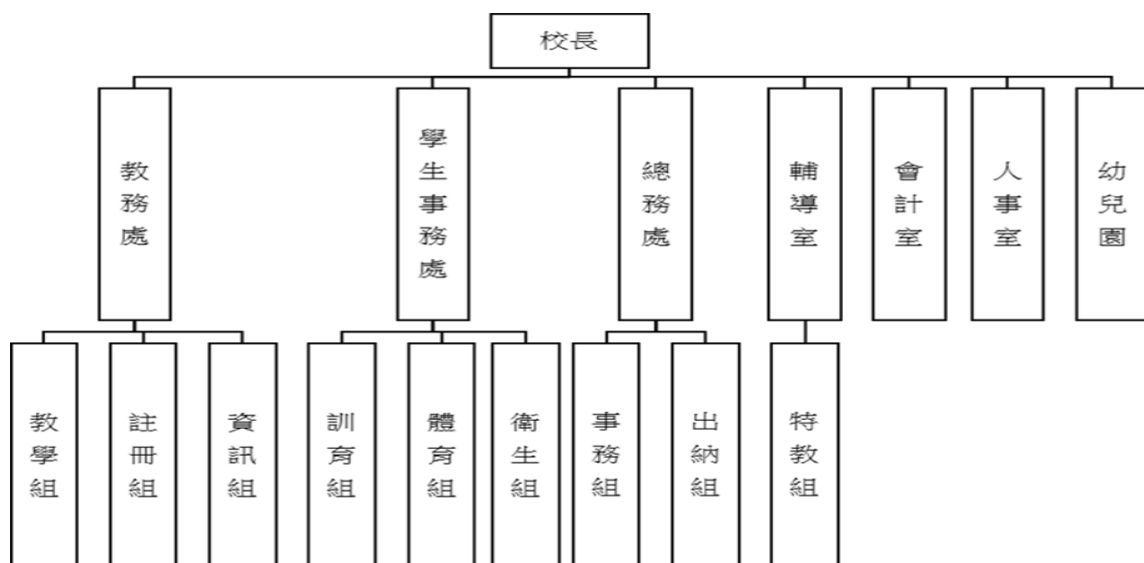 校長
教務處
學生事務處
總務處
輔導室
會計室
人事室
幼兒園
教學組
註冊組
資訊組
訓育組
體育組
衛生組
事務組
出納組
特教組